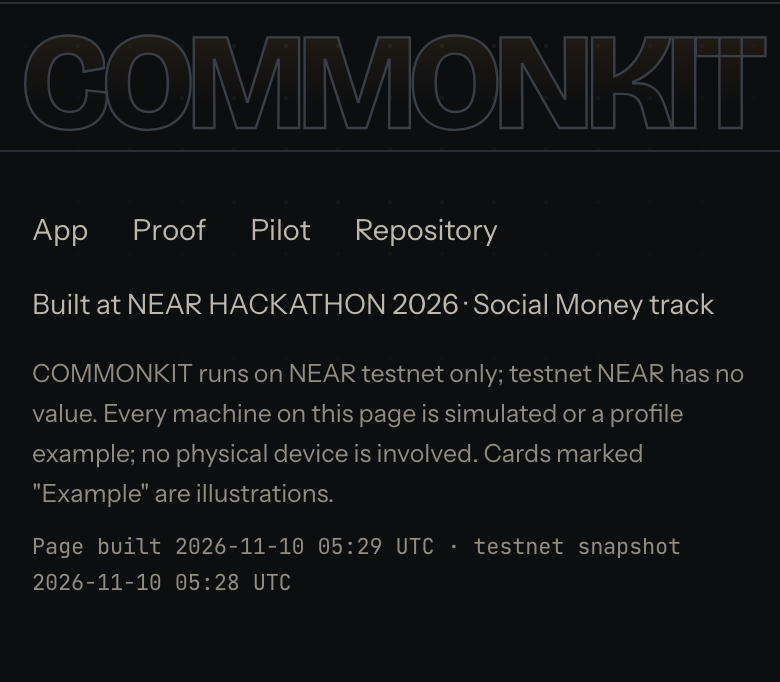 COMMONKIT
App Proof Pilot Repository
Built at NEAR HACKATHON 2026 · Social Money track
COMMONKIT runs on NEAR testnet only; testnet NEAR has no
value. Every machine on this page is simulated or a profile
example; no physical device is involved. Cards marked
"Example" are illustrations.
Page built 2026-11-10 05:29 UTC · testnet snapshot
2026-11-10 05:28 UTC